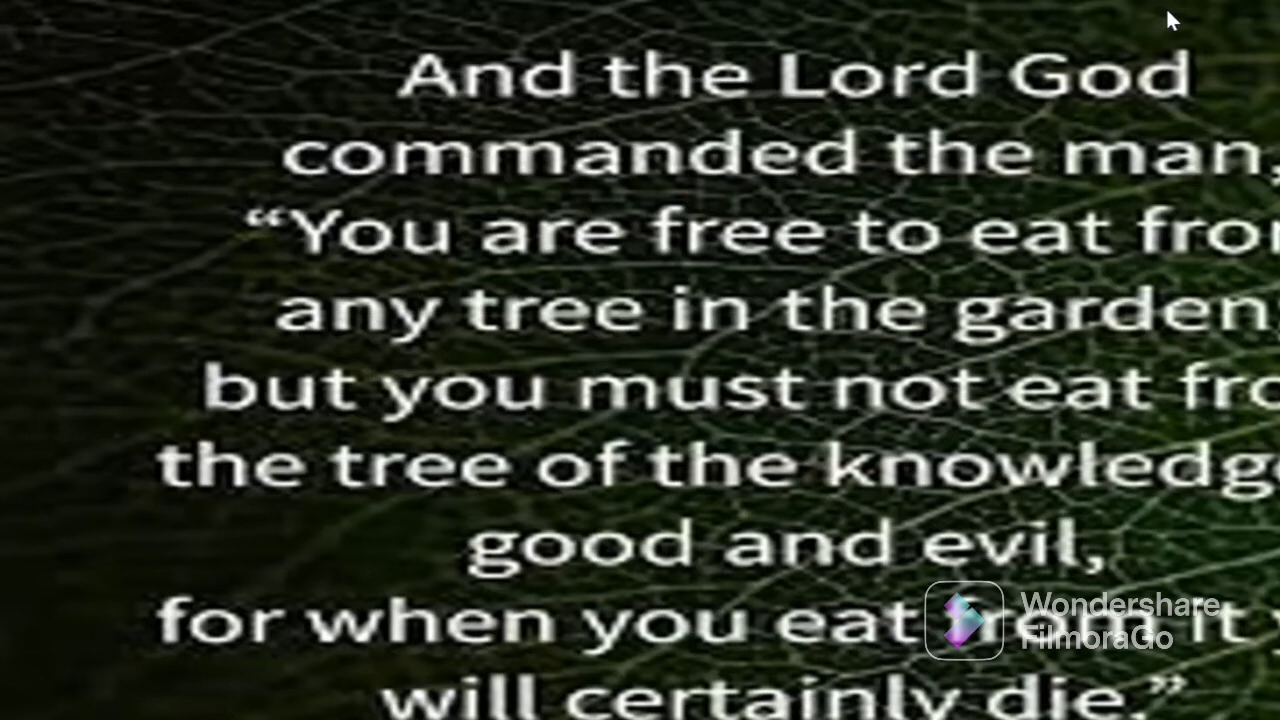 And the Lord God
commanded the man,
“You are free to eat
any tree in the garden
but you must not eat
the tree of the
good and evil,
for when you eat from it
will certainly die.”
Wondershare
FilmoraGo